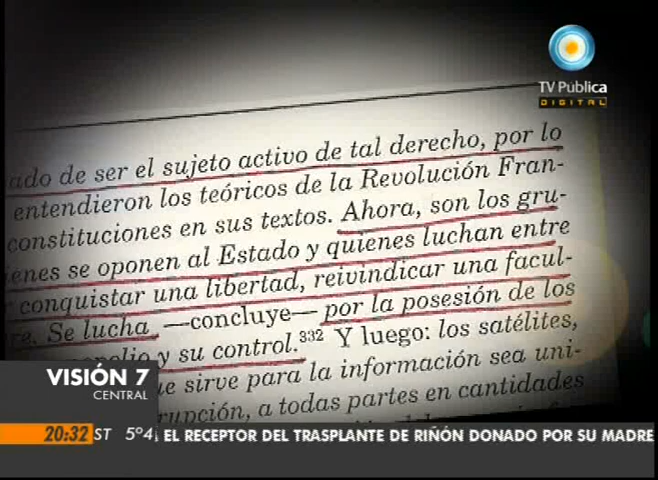 TV Pública
DIGITAL
ado de ser el sujeto activo de tal derecho, por lo
entendieron los teóricos de la Revolución Fran-
constituciones en sus textos. Ahora, son los gru-
ienes se oponen al Estado y quienes luchan entre
conquistar una libertad, reivindicar una facul-
Se lucha —concluye— por la posesión de los
y su control.332 Y luego: los satélites,
ue sirve para la información sea uni-
rupción, a todas partes en cantidades
VISIÓN 7
CENTRAL
20:32 ST 5º4 EL RECEPTOR DEL TRASPLANTE DE RIÑÓN DONADO POR SU MADRE